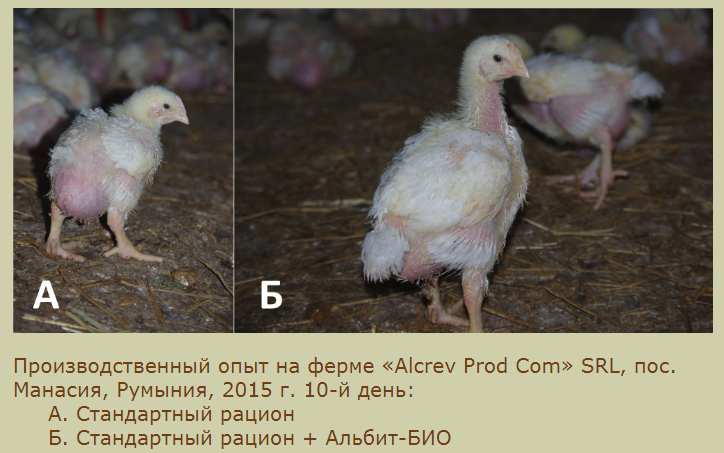 А
Б
Производственный опыт на ферме «Alcrev Prod Com» SRL, пос.
Манасия, Румыния, 2015 г. 10-й день:
А. Стандартный рацион
Б. Стандартный рацион + Альбит-БИО